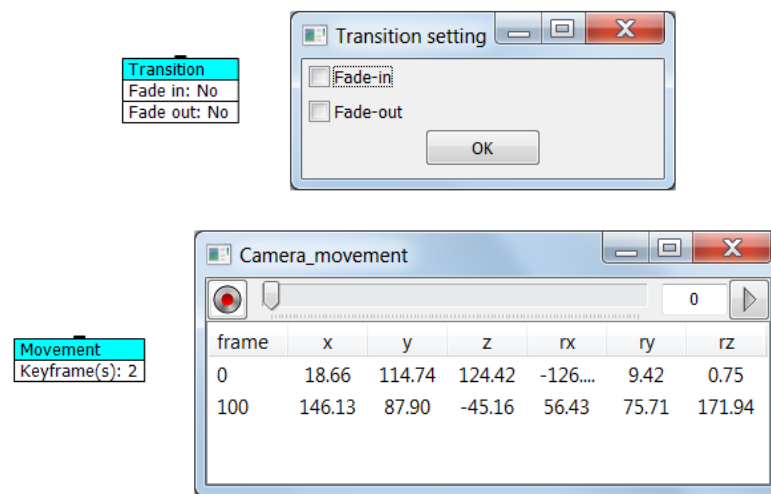 Transition setting
Transition
Fade in: No
Fade out: No
Fade-in
Fade-out
OK
Camera_movement
0
Movement
Keyframe(s): 2
frame x y z rx ry rz
0 18.66 114.74 124.42 -126.... 9.42 0.75
100 146.13 87.90 -45.16 56.43 75.71 171.94